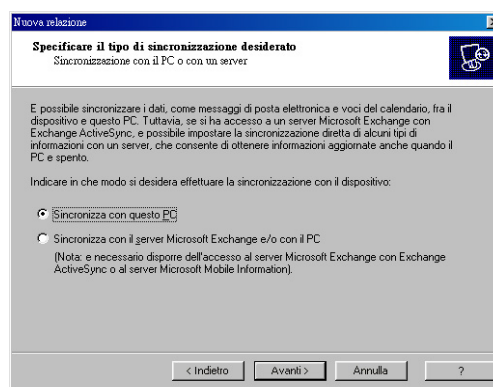 Nuova relazione
Specificare il tipo di sincronizzazione desiderato
Sincronizzazione con il PC o con un server
E possibile sincronizzare i dati, come messaggi di posta elettronica e voci del calendario, fra il
dispositivo e questo PC. Tuttavia, se si ha accesso a un server Microsoft Exchange con
Exchange ActiveSync, e possibile impostare la sincronizzazione diretta di alcuni tipi di
informazioni con un server, che consente di ottenere informazioni aggiornate anche quando il
PC e spento.
Indicare in che modo si desidera effettuare la sincronizzazione con il dispositivo:
Sincronizza con questo PC
Sincronizza con il server Microsoft Exchange e/o con il PC
(Nota: e necessario disporre dell'accesso al server Microsoft Exchange con Exchange
ActiveSync o al server Microsoft Mobile Information).
< Indietro
Avanti >
Annulla
?